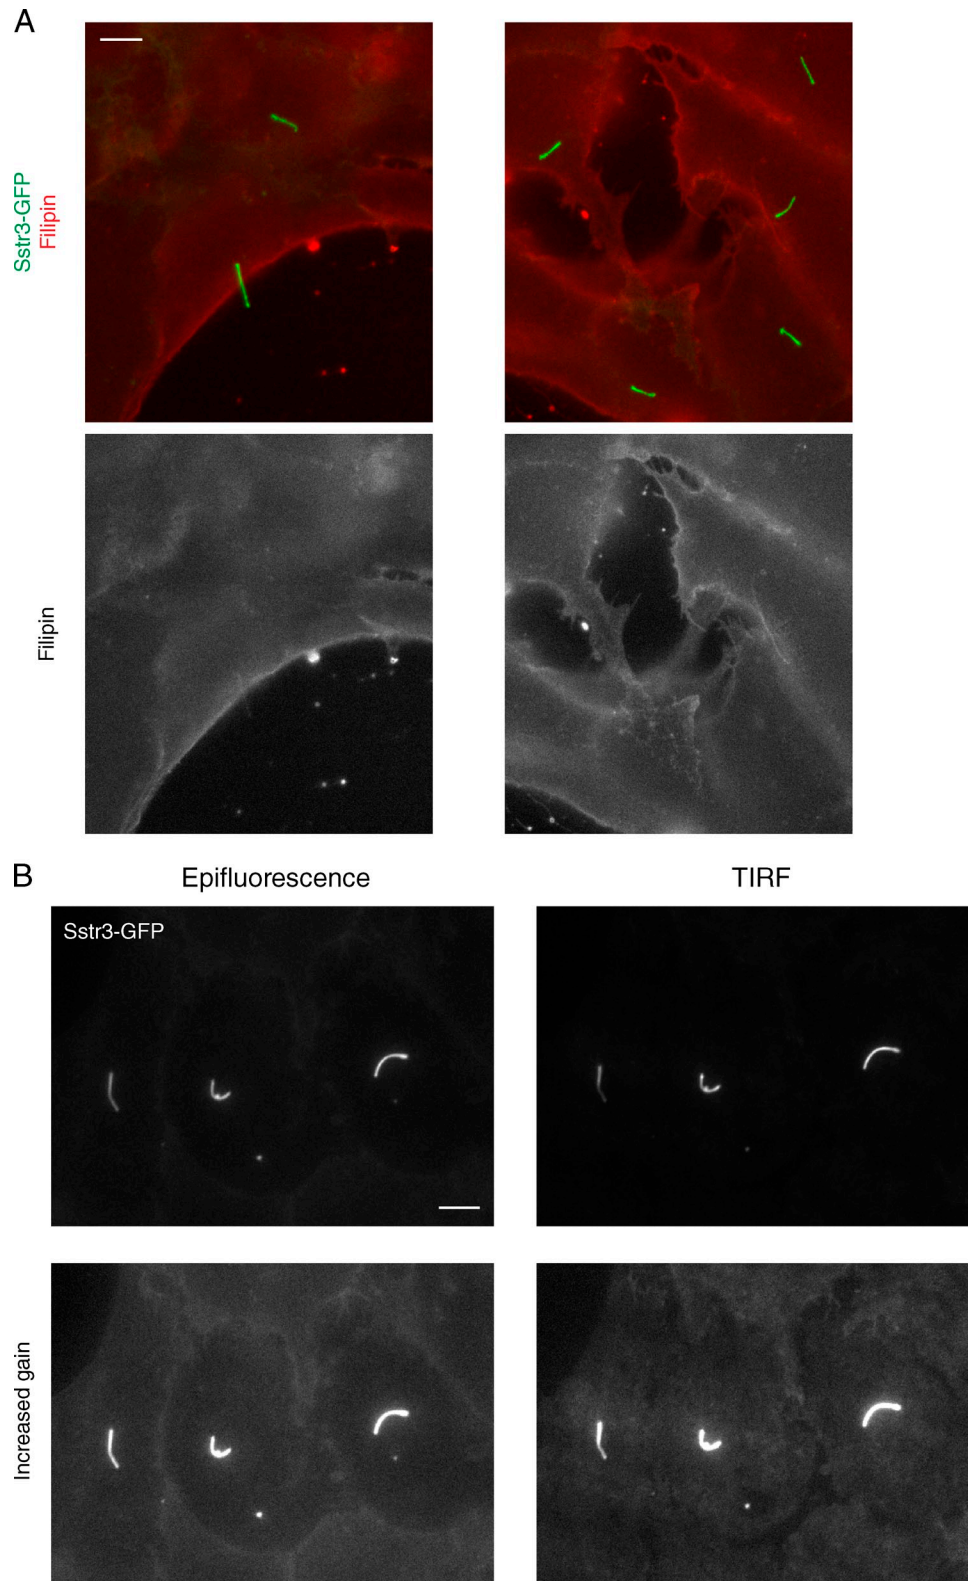 A
Sstr3-GFP
Filipin
Filipin
B
Epifluorescence
TIRF
Sstr3-GFP
Increased gain